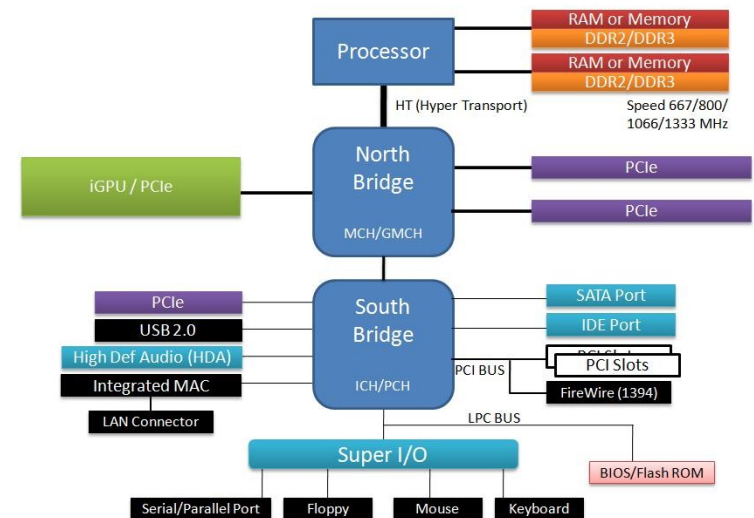 Processor
RAM or Memory
DDR2/DDR3
RAM or Memory
DDR2/DDR3
HT (Hyper Transport)
Speed 667/800/
1066/1333 MHz
North
Bridge
MCH/GMCH
iGPU / PCIe
PCIe
PCIe
South
Bridge
ICH/PCH
PCIe
USB 2.0
High Def Audio (HDA)
Integrated MAC
LAN Connector
SATA Port
IDE Port
PCI BUS
PCI Slots
PCI Slots
FireWire (1394)
LPC BUS
Super I/O
BIOS/Flash ROM
Serial/Parallel Port
Floppy
Mouse
Keyboard